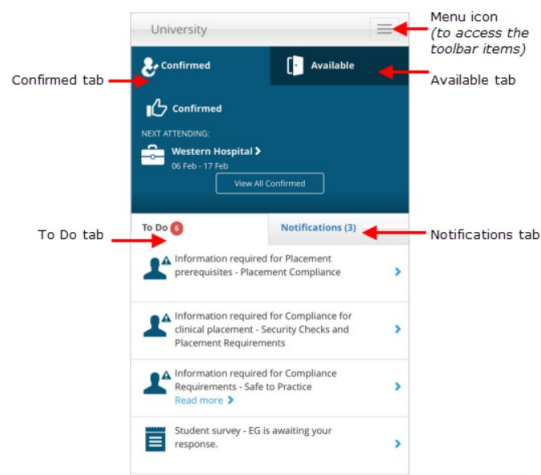 University
Menu icon
(to access the
toolbar items)
Confirmed
Available
Confirmed tab
Available tab
Confirmed
NEXT ATTENDING:
Western Hospital
06 Feb - 17 Feb
View All Confirmed
To Do tab
To Do 6
Notifications (3)
Notifications tab
Information required for Placement
prerequisites - Placement Compliance
Information required for Compliance for
clinical placement - Security Checks and
Placement Requirements
Information required for Compliance
Requirements - Safe to Practice
Read more
Student survey - EG is awaiting your
response.